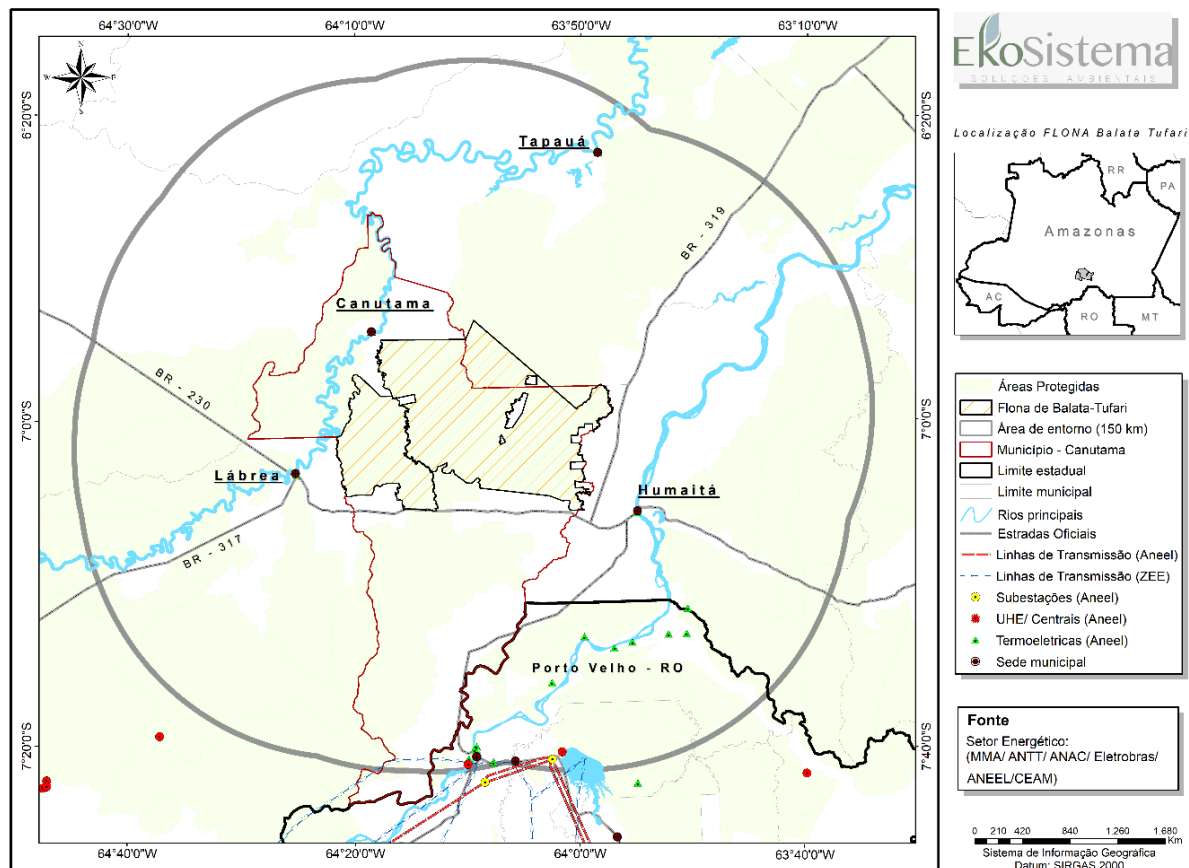 64°30'0"W 64°10'0"W 63°50'0"W 63°10'0"W
N
W
S
6°20'0"S
6°20'0"S
Tapauá
BR - 319
Canutama
BR - 230
7°0'0"S
7°0'0"S
Lábrea
Humaitá
BR - 317
Porto Velho - RO
7°20'0"S
7°40'0"S
64°40'0"W 64°20'0"W 64°0'0"W 63°40'0"W
EkoSistema
SOLUÇÕES AMBIENTAIS
Localização FLONA Balata Tufari
RR
PA
Amazonas
AC
RO
MT
Áreas Protegidas
Flona de Balata-Tufari
Área de entorno (150 km)
Município - Canutama
Limite estadual
Limite municipal
Rios principais
Estradas Oficiais
Linhas de Transmissão (Aneel)
Linhas de Transmissão (ZEE)
Subestações (Aneel)
UHE/ Centrais (Aneel)
Termoeletricas (Aneel)
Sede municipal
Fonte
Setor Energético:
(MMA/ ANTT/ ANAC/ Eletrobras/
ANEEL/CEAM)
0 210 420 840 1.260 1.680
Km
Sistema de Informação Geográfica
Datum: SIRGAS 2000